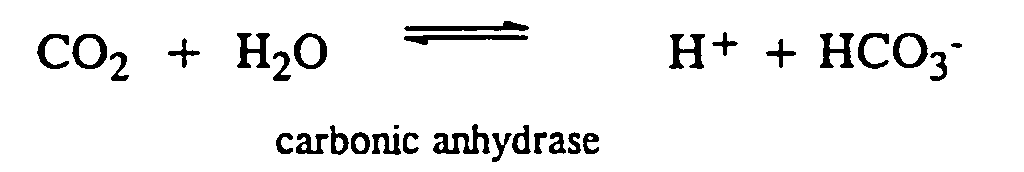 CO₂ + H₂O ⇌ H⁺ + HCO₃⁻
carbonic anhydrase